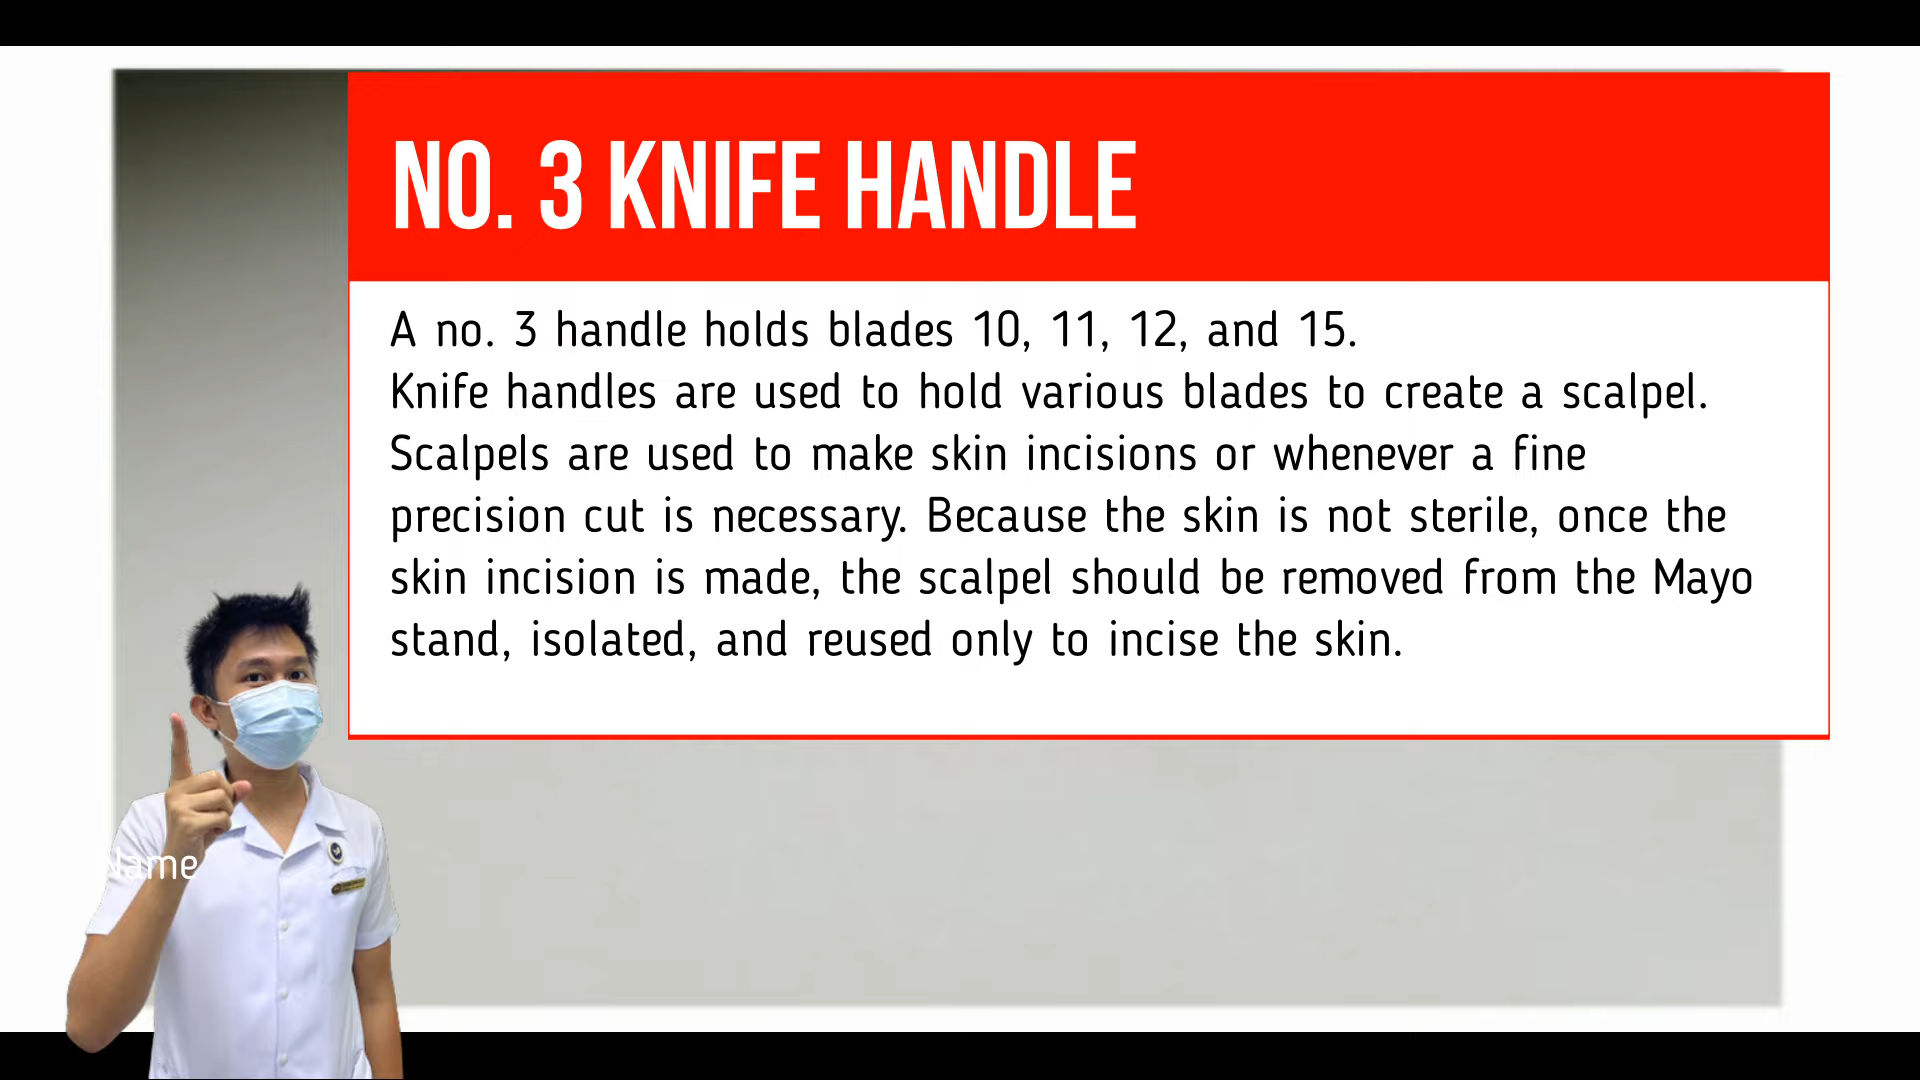 NO. 3 KNIFE HANDLE
A no. 3 handle holds blades 10, 11, 12, and 15.
Knife handles are used to hold various blades to create a scalpel.
Scalpels are used to make skin incisions or whenever a fine
precision cut is necessary. Because the skin is not sterile, once the
skin incision is made, the scalpel should be removed from the Mayo
stand, isolated, and reused only to incise the skin.
Name